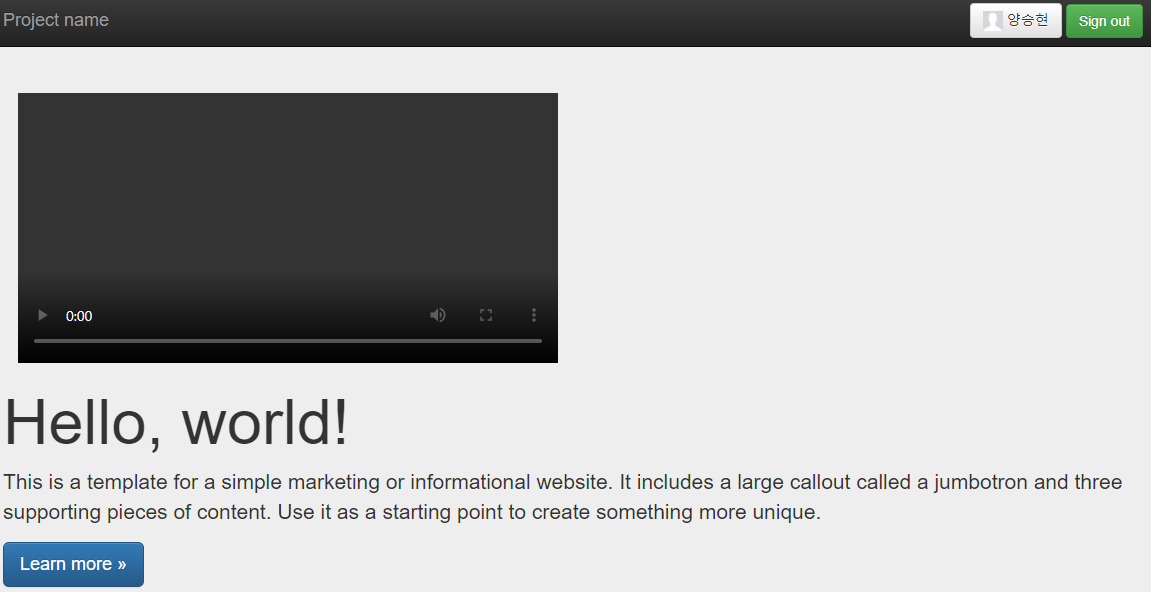 Project name
양승현
Sign out
0:00
Hello, world!
This is a template for a simple marketing or informational website. It includes a large callout called a jumbotron and three
supporting pieces of content. Use it as a starting point to create something more unique.
Learn more »